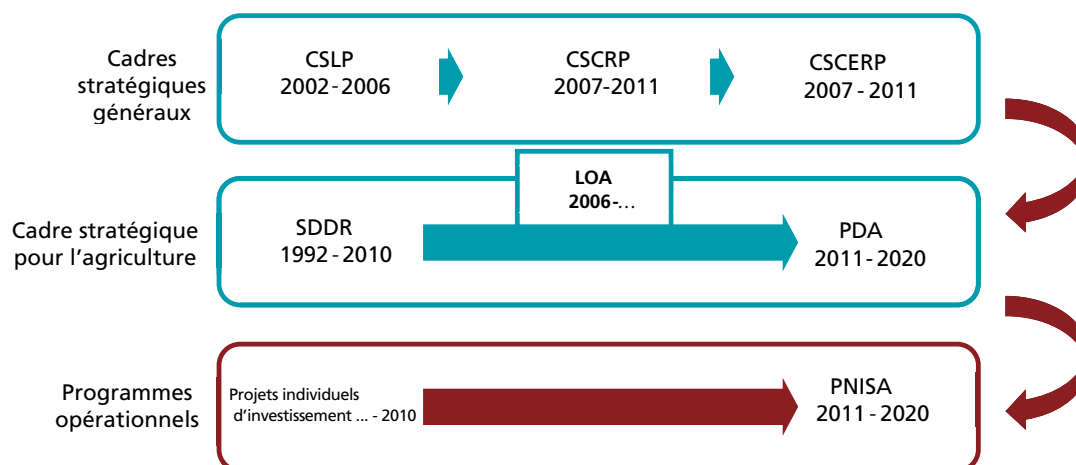 Cadres
stratégiques
généraux
CSLP
2002-2006
CSCRP
2007-2011
CSCERP
2007-2011
LOA
2006-...
Cadre stratégique
pour l'agriculture
SDDR
1992-2010
PDA
2011-2020
Programmes
opérationnels
Projets individuels
d'investissement ... - 2010
PNISA
2011-2020